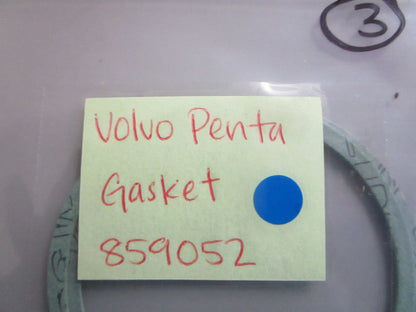 3
Volvo Penta
Gasket
859052